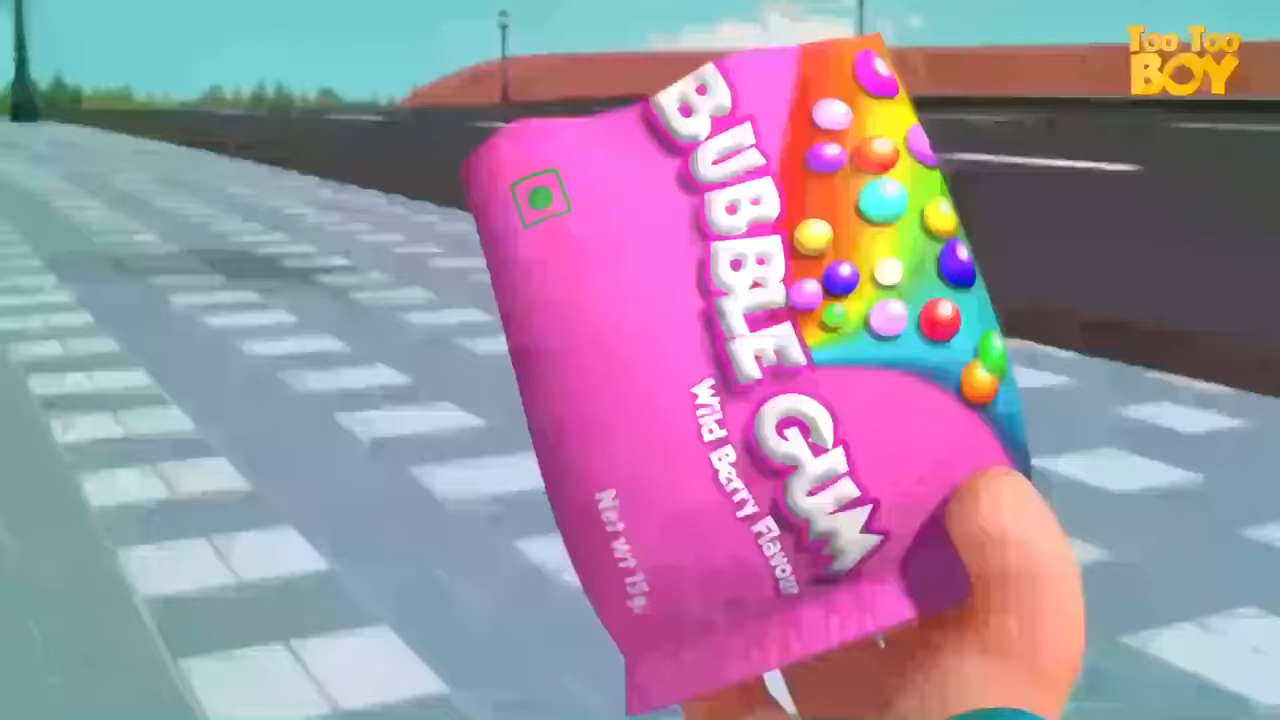 Too Too
BOY
BUBBLE GUM
Wild Berry Flavour
Net wt 15g.